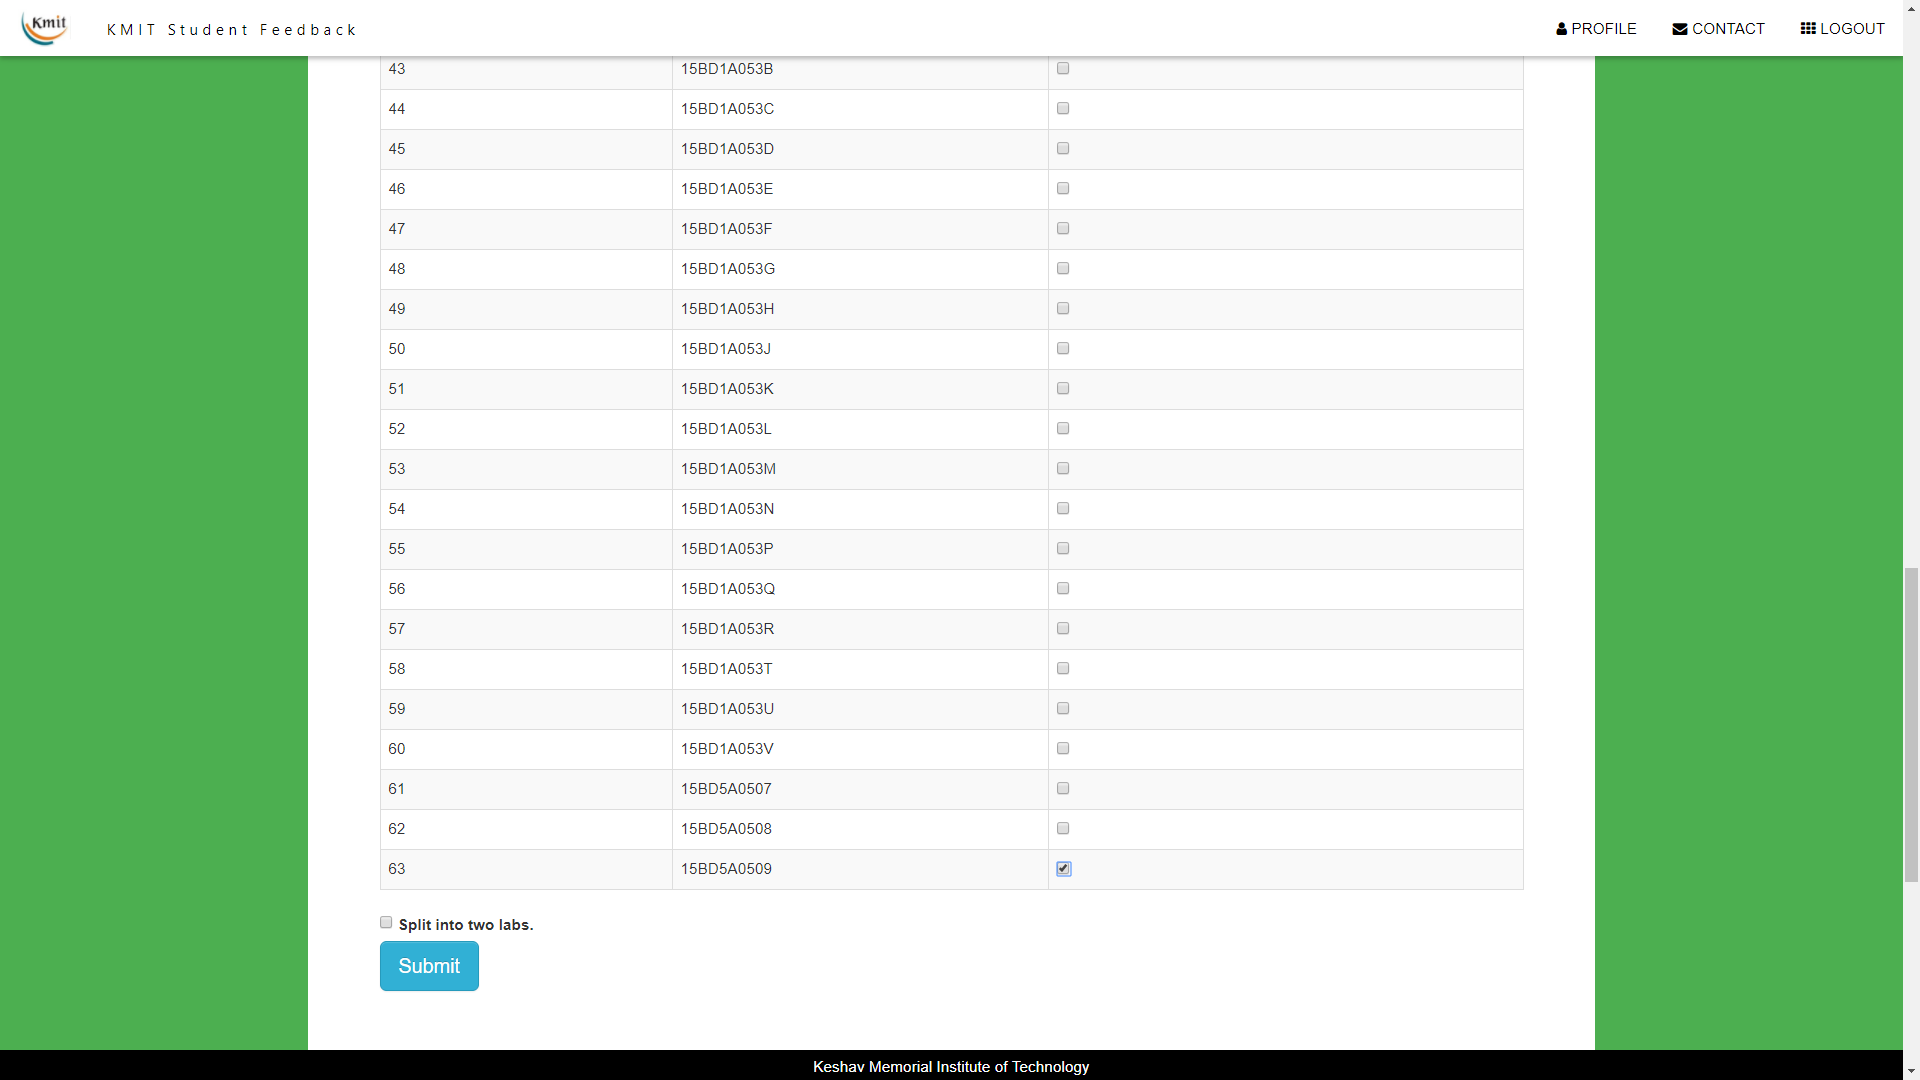 Kmit
KMIT Student Feedback
PROFILE
CONTACT
LOGOUT
43 15BD1A053B
44 15BD1A053C
45 15BD1A053D
46 15BD1A053E
47 15BD1A053F
48 15BD1A053G
49 15BD1A053H
50 15BD1A053J
51 15BD1A053K
52 15BD1A053L
53 15BD1A053M
54 15BD1A053N
55 15BD1A053P
56 15BD1A053Q
57 15BD1A053R
58 15BD1A053T
59 15BD1A053U
60 15BD1A053V
61 15BD5A0507
62 15BD5A0508
63 15BD5A0509
Split into two labs.
Submit
Keshav Memorial Institute of Technology